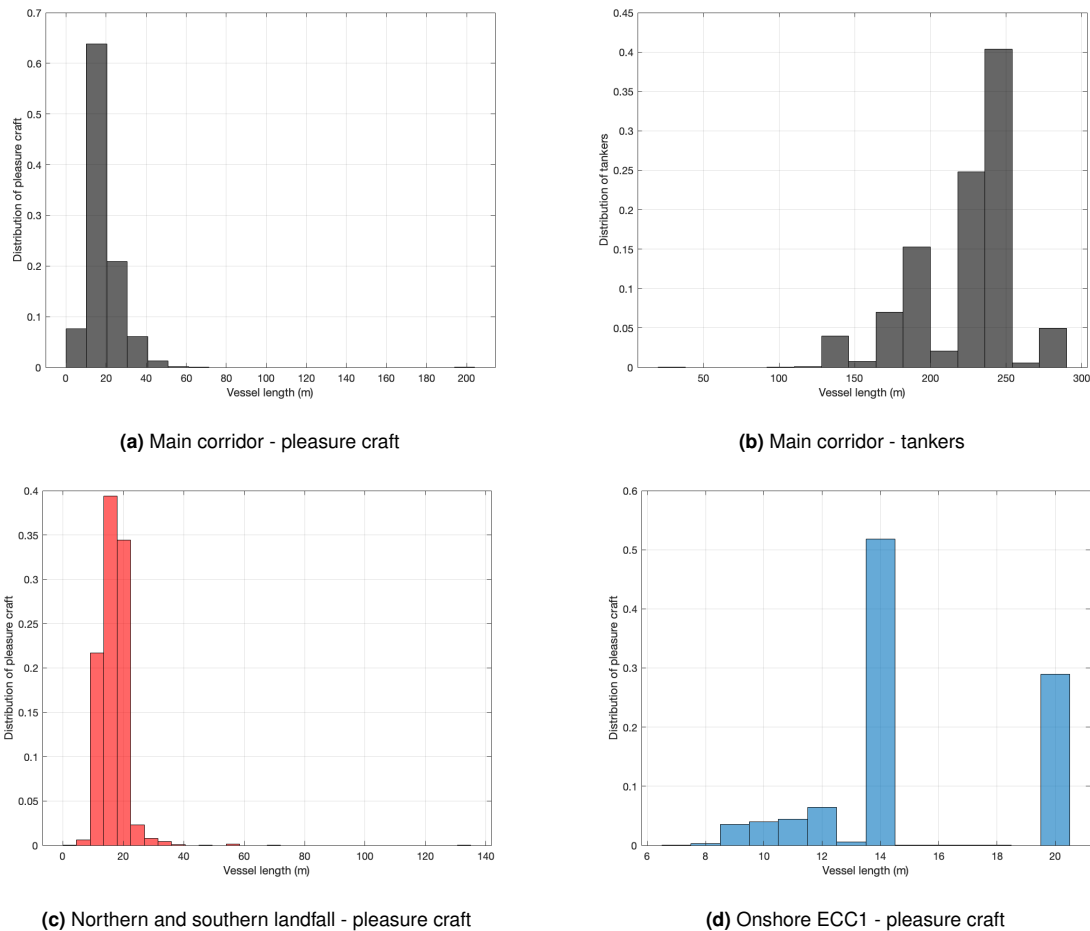 0.7
0.6
0.5
0.4
0.3
0.2
0.1
0
Distribution of pleasure craft
0 20 40 60 80 100 120 140 160 180 200
Vessel length (m)
(a) Main corridor - pleasure craft
0.45
0.4
0.35
0.3
0.25
0.2
0.15
0.1
0.05
0
Distribution of tankers
50 100 150 200 250 300
Vessel length (m)
(b) Main corridor - tankers
0.4
0.35
0.3
0.25
0.2
0.15
0.1
0.05
0
Distribution of pleasure craft
0 20 40 60 80 100 120 140
Vessel length (m)
(c) Northern and southern landfall - pleasure craft
0.6
0.5
0.4
0.3
0.2
0.1
0
Distribution of pleasure craft
6 8 10 12 14 16 18 20
Vessel length (m)
(d) Onshore ECC1 - pleasure craft